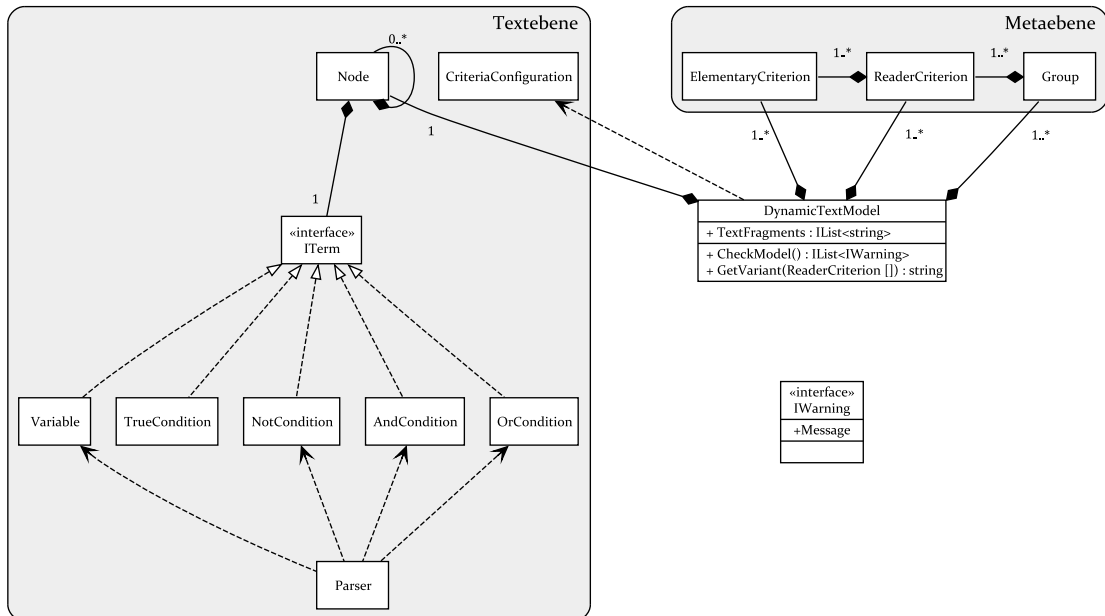 Textebene
Metaebene
0..*
1..*
1..*
Node
CriteriaConfiguration
ElementaryCriterion
ReaderCriterion
Group
1
1..*
1..*
1..*
1
DynamicTextModel
+ TextFragments : IList<string>
+ CheckModel() : IList<IWarning>
+ GetVariant(ReaderCriterion []) : string
«interface»
ITerm
«interface»
IWarning
+Message
Variable
TrueCondition
NotCondition
AndCondition
OrCondition
Parser